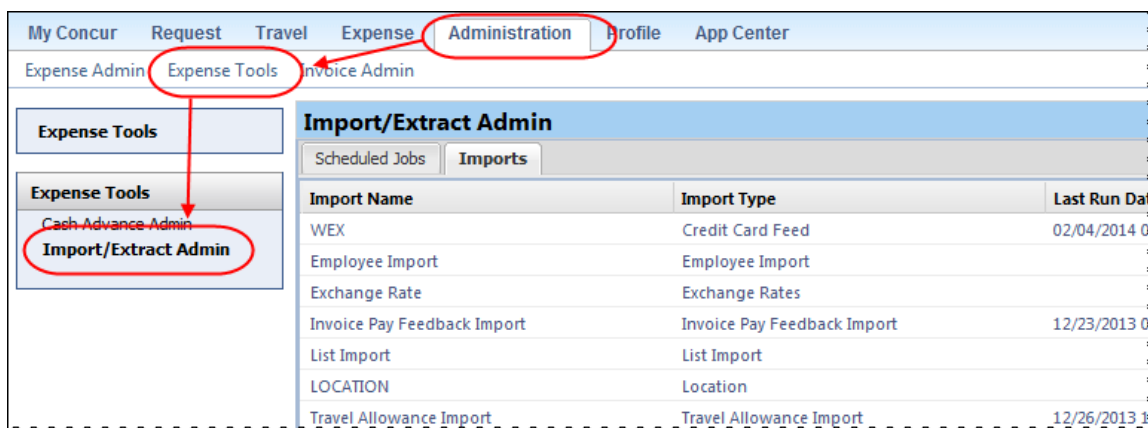 My Concur Request Travel Expense Administration Profile App Center
Expense Admin Expense Tools Invoice Admin
Expense Tools
Import/Extract Admin
Scheduled Jobs Imports
Expense Tools
Import Name Import Type Last Run Dat
Cash Advance Admin
WEX Credit Card Feed 02/04/2014 0
Import/Extract Admin
Employee Import Employee Import
Exchange Rate Exchange Rates
Invoice Pay Feedback Import Invoice Pay Feedback Import 12/23/2013 0
List Import List Import
LOCATION Location
Travel Allowance Import Travel Allowance Import 12/26/2013 1